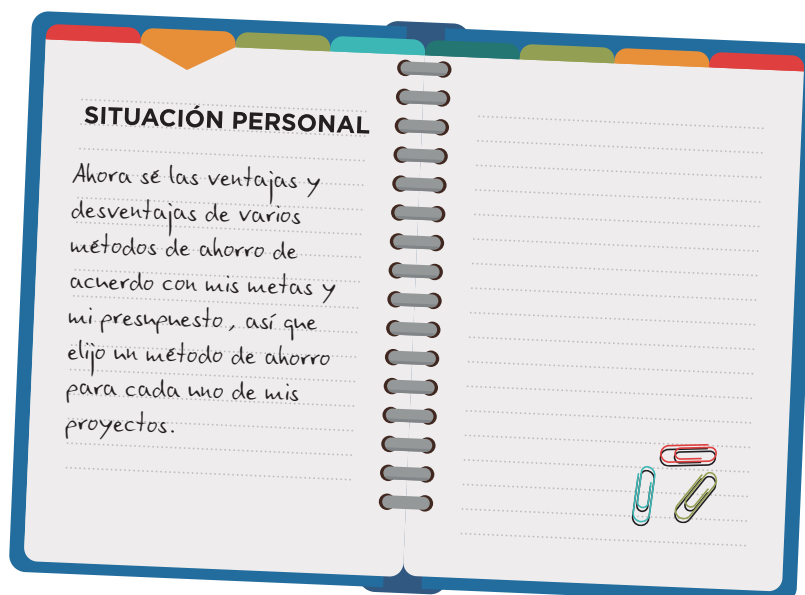 SITUACIÓN PERSONAL
Ahora sé las ventajas y
desventajas de varios
métodos de ahorro de
acuerdo con mis metas y
mi presupuesto, así que
elijo un método de ahorro
para cada uno de mis
proyectos.